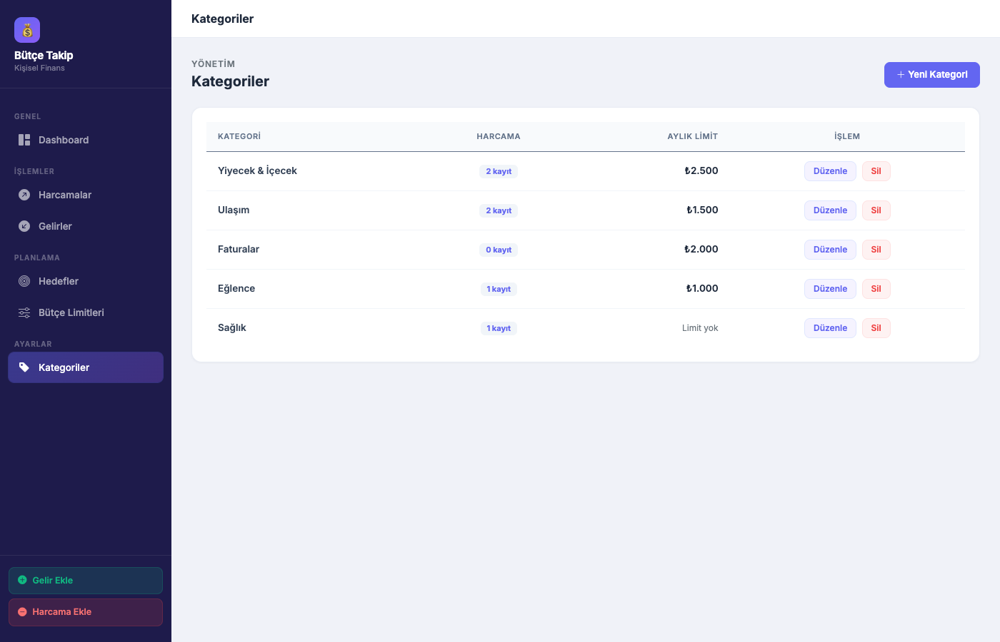 Bütçe Takip
Kişisel Finans
GENEL
Dashboard
İŞLEMLER
Harcamalar
Gelirler
PLANLAMA
Hedefler
Bütçe Limitleri
AYARLAR
Kategoriler
Gelir Ekle
Harcama Ekle
Kategoriler
YÖNETİM
Kategoriler
+ Yeni Kategori
KATEGORİ HARCAMA AYLIK LİMİT İŞLEM
Yiyecek & İçecek 2 kayıt ₺2.500 Düzenle Sil
Ulaşım 2 kayıt ₺1.500 Düzenle Sil
Faturalar 0 kayıt ₺2.000 Düzenle Sil
Eğlence 1 kayıt ₺1.000 Düzenle Sil
Sağlık 1 kayıt Limit yok Düzenle Sil